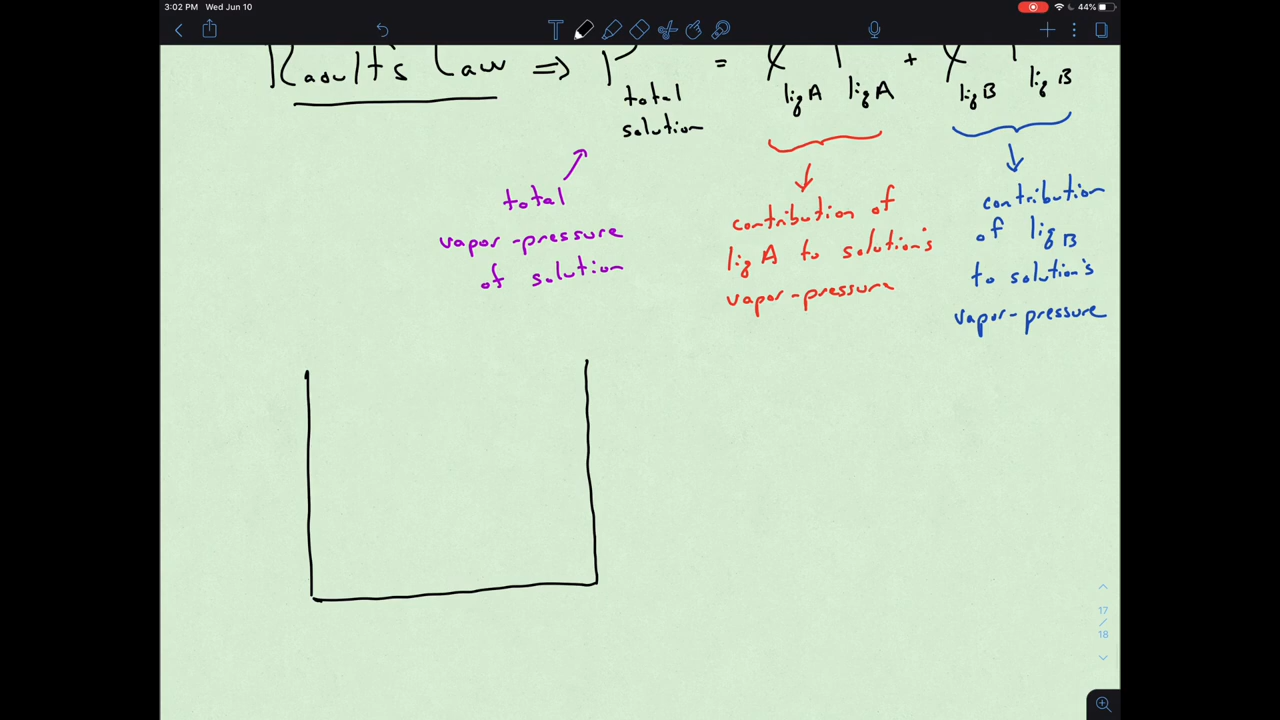 3:02 PM Wed Jun 10
44%
T
Raoult's Law ⇒ P total solution = χ liq A P liq A + χ liq B P liq B
total
vapor-pressure
of solution
contribution of
liq A to solution's
vapor-pressure
contribution
of liq B
to solution's
vapor-pressure
17
/
18